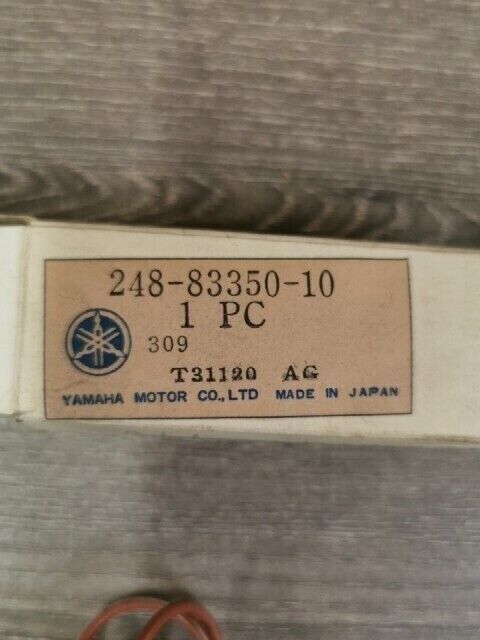 248-83350-10
1 PC
309
T31120 AG
YAMAHA MOTOR CO., LTD MADE IN JAPAN